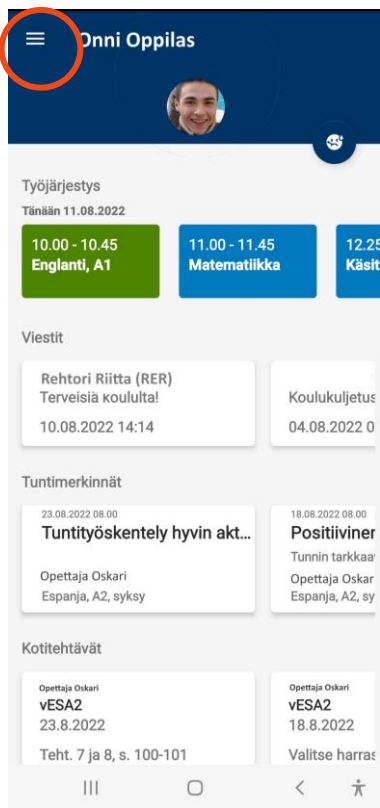 Onni Oppilas
Työjärjestys
Tänään 11.08.2022
10.00 - 10.45
Englanti, A1
11.00 - 11.45
Matematiikka
12.25
Käsit
Viestit
Rehtori Riitta (RER)
Terveisiä koululta!
10.08.2022 14:14
Koulukuljetus
04.08.2022 0
Tuntimerkinnät
23.08.2022 08.00
Tuntityöskentely hyvin akt...
Opettaja Oskari
Espanja, A2, syksy
18.08.2022 08.00
Positiivinen
Tunnin tarkkaa
Opettaja Oskar
Espanja, A2, sy
Kotitehtävät
Opettaja Oskari
vESA2
23.8.2022
Teht. 7 ja 8, s. 100-101
Opettaja Oskari
vESA2
18.8.2022
Valitse harras